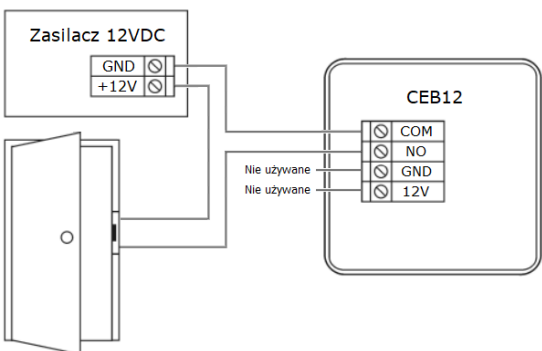 Zasilacz 12VDC
GND
+12V
CEB12
COM
NO
Nie używane GND
Nie używane 12V